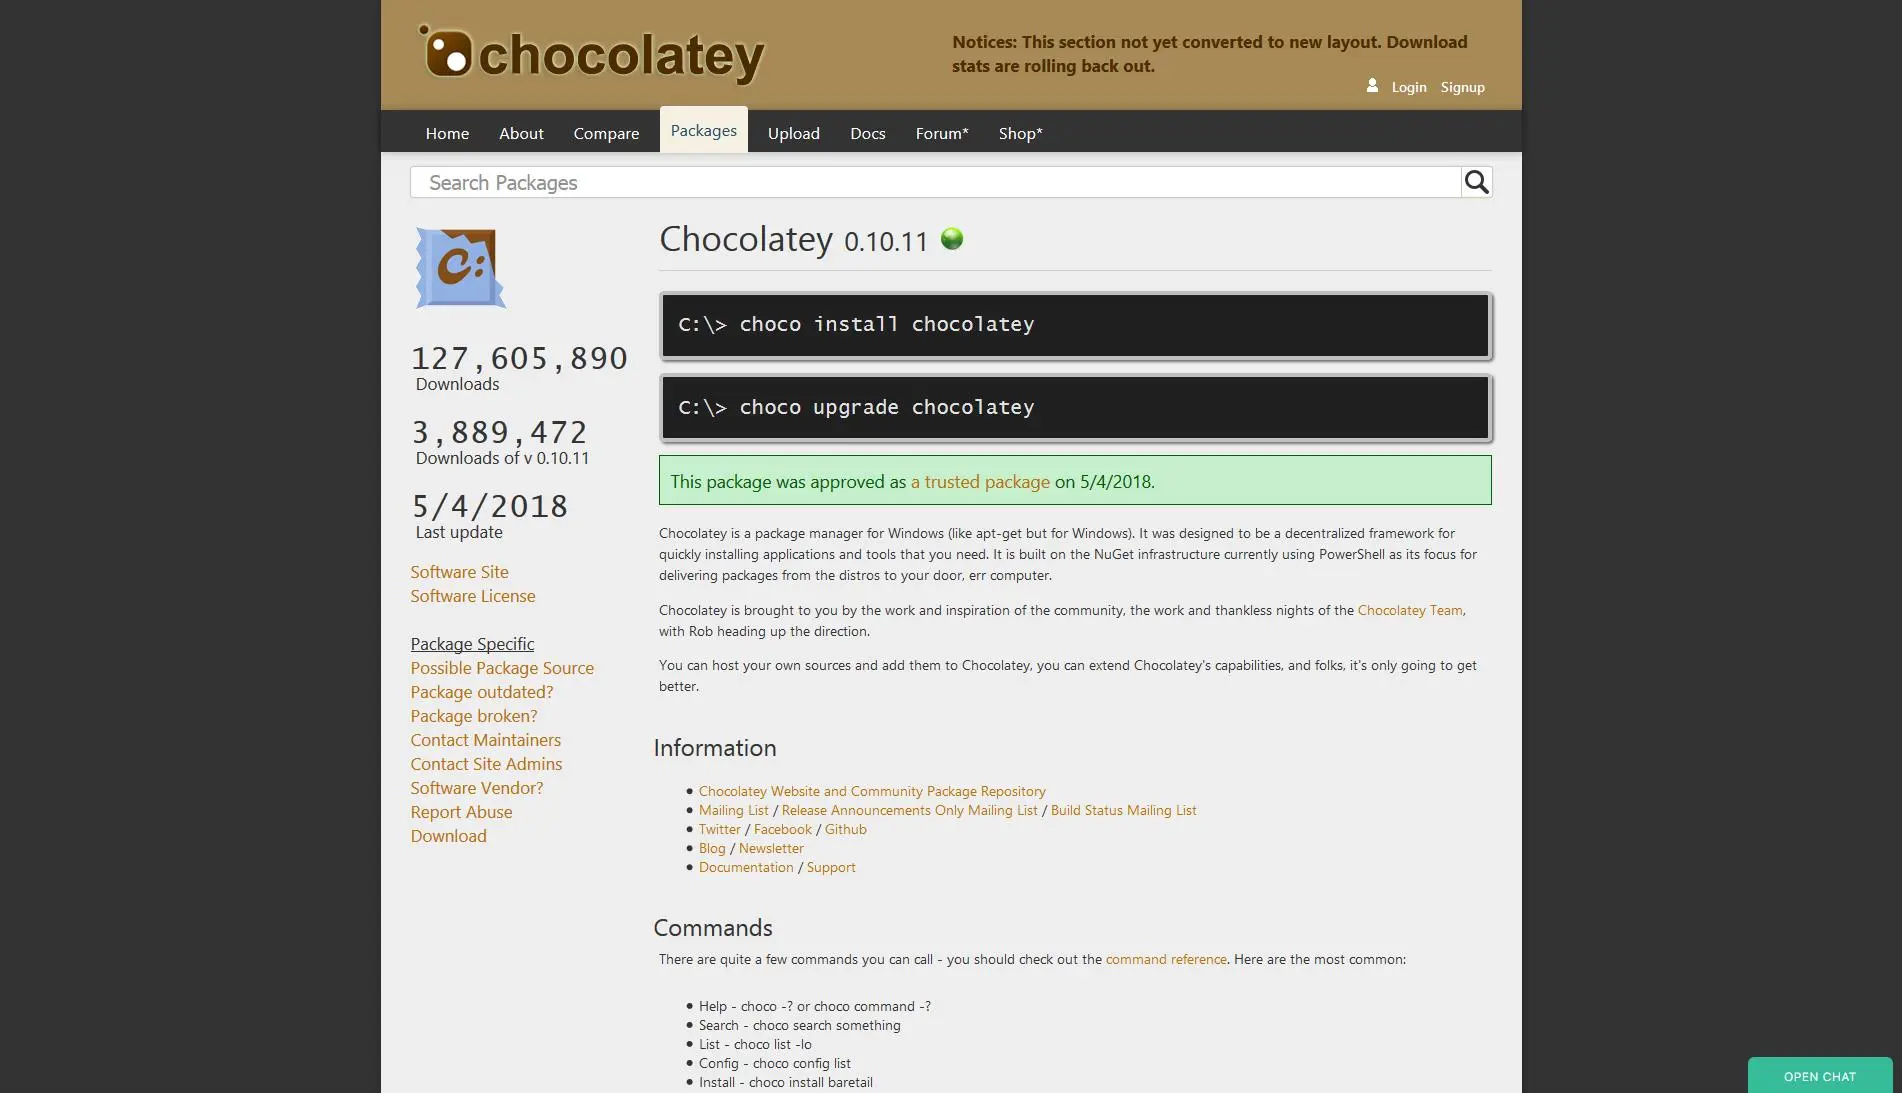 chocolatey
Notices: This section not yet converted to new layout. Download
stats are rolling back out.
Login Signup
Home About Compare Packages Upload Docs Forum* Shop*
Search Packages
C:
Chocolatey 0.10.11
C:\> choco install chocolatey
C:\> choco upgrade chocolatey
This package was approved as a trusted package on 5/4/2018.
127,605,890
Downloads
3,889,472
Downloads of v 0.10.11
5/4/2018
Last update
Software Site
Software License
Package Specific
Possible Package Source
Package outdated?
Package broken?
Contact Maintainers
Contact Site Admins
Software Vendor?
Report Abuse
Download
Chocolatey is a package manager for Windows (like apt-get but for Windows). It was designed to be a decentralized framework for
quickly installing applications and tools that you need. It is built on the NuGet infrastructure currently using PowerShell as its focus for
delivering packages from the distros to your door, err computer.
Chocolatey is brought to you by the work and inspiration of the community, the work and thankless nights of the Chocolatey Team,
with Rob heading up the direction.
You can host your own sources and add them to Chocolatey, you can extend Chocolatey's capabilities, and folks, it's only going to get
better.
Information
Chocolatey Website and Community Package Repository
Mailing List / Release Announcements Only Mailing List / Build Status Mailing List
Twitter / Facebook / Github
Blog / Newsletter
Documentation / Support
Commands
There are quite a few commands you can call - you should check out the command reference. Here are the most common:
Help - choco -? or choco command -?
Search - choco search something
List - choco list -lo
Config - choco config list
Install - choco install baretail
OPEN CHAT